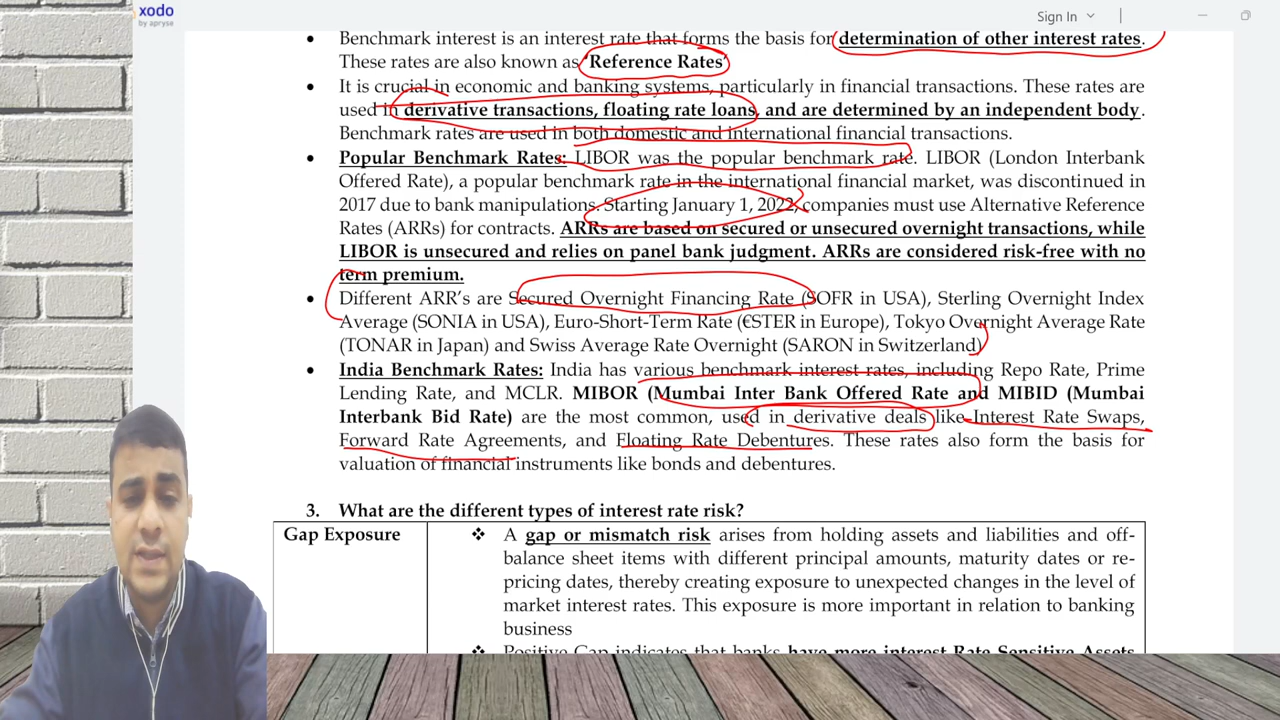 xodo
by apryse
Sign In
• Benchmark interest is an interest rate that forms the basis for determination of other interest rates.
These rates are also known as 'Reference Rates'
• It is crucial in economic and banking systems, particularly in financial transactions. These rates are
used in derivative transactions, floating rate loans, and are determined by an independent body.
Benchmark rates are used in both domestic and international financial transactions.
• Popular Benchmark Rates: LIBOR was the popular benchmark rate. LIBOR (London Interbank
Offered Rate), a popular benchmark rate in the international financial market, was discontinued in
2017 due to bank manipulations. Starting January 1, 2022, companies must use Alternative Reference
Rates (ARRs) for contracts. ARRs are based on secured or unsecured overnight transactions, while
LIBOR is unsecured and relies on panel bank judgment. ARRs are considered risk-free with no
term premium.
• Different ARR's are Secured Overnight Financing Rate (SOFR in USA), Sterling Overnight Index
Average (SONIA in USA), Euro-Short-Term Rate (€STER in Europe), Tokyo Overnight Average Rate
(TONAR in Japan) and Swiss Average Rate Overnight (SARON in Switzerland)
• India Benchmark Rates: India has various benchmark interest rates, including Repo Rate, Prime
Lending Rate, and MCLR. MIBOR (Mumbai Inter Bank Offered Rate and MIBID (Mumbai
Interbank Bid Rate) are the most common, used in derivative deals like Interest Rate Swaps,
Forward Rate Agreements, and Floating Rate Debentures. These rates also form the basis for
valuation of financial instruments like bonds and debentures.
3. What are the different types of interest rate risk?
Gap Exposure
❖ A gap or mismatch risk arises from holding assets and liabilities and off-
balance sheet items with different principal amounts, maturity dates or re-
pricing dates, thereby creating exposure to unexpected changes in the level of
market interest rates. This exposure is more important in relation to banking
business
❖ Positive Gap indicates that banks have more interest Rate Sensitive Assets